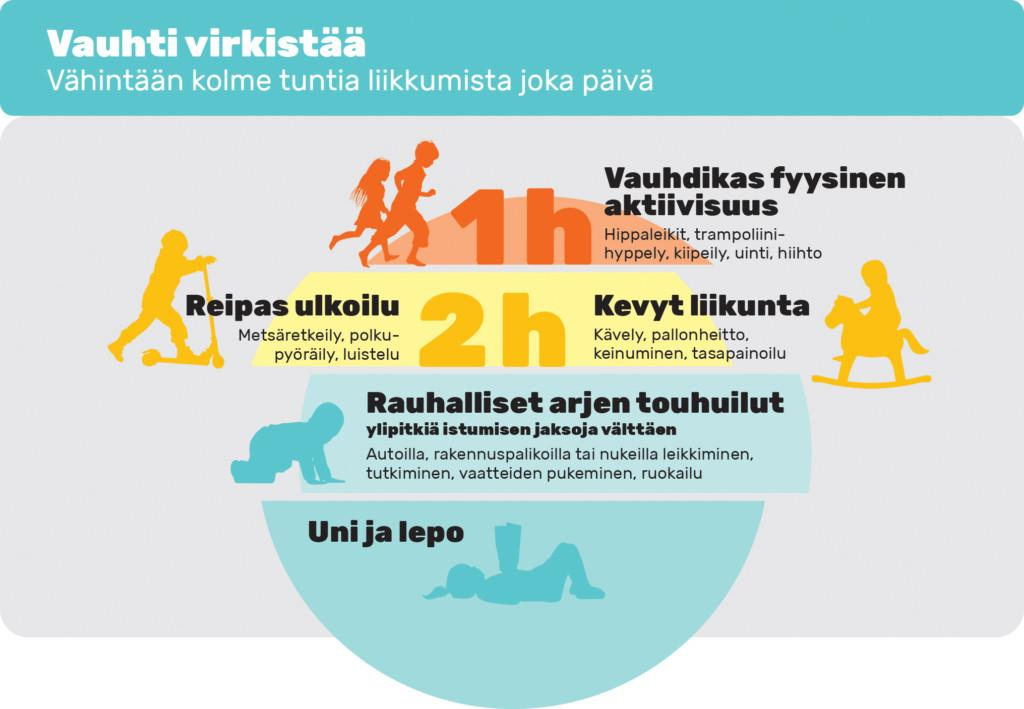 Vauhti virkistää
Vähintään kolme tuntia liikkumista joka päivä
1h
Vauhdikas fyysinen
aktiivisuus
Hippaleikit, trampoliini-
hyppely, kiipeily, uinti, hiihto
Reipas ulkoilu
Metsäretkeily, polku-
pyöräily, luistelu
2h
Kevyt liikunta
Kävely, pallonheitto,
keinuminen, tasapainoilu
Rauhalliset arjen touhuilut
ylipitkiä istumisen jaksoja välttäen
Autoilla, rakennuspalikoilla tai nukeilla leikkiminen,
tutkiminen, vaatteiden pukeminen, ruokailu
Uni ja lepo